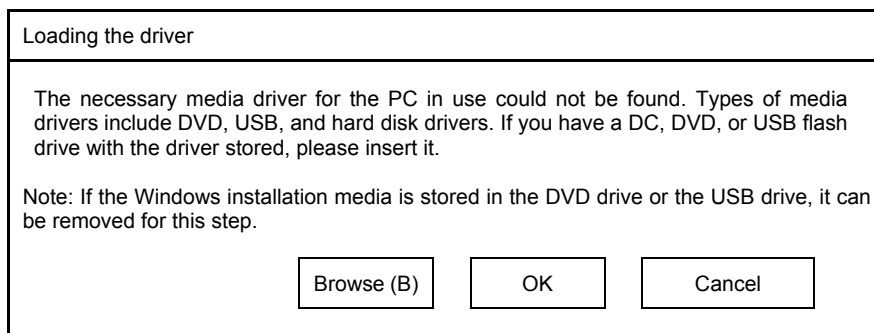 Loading the driver
The necessary media driver for the PC in use could not be found. Types of media
drivers include DVD, USB, and hard disk drivers. If you have a DC, DVD, or USB flash
drive with the driver stored, please insert it.
Note: If the Windows installation media is stored in the DVD drive or the USB drive, it can
be removed for this step.
Browse (B) OK Cancel